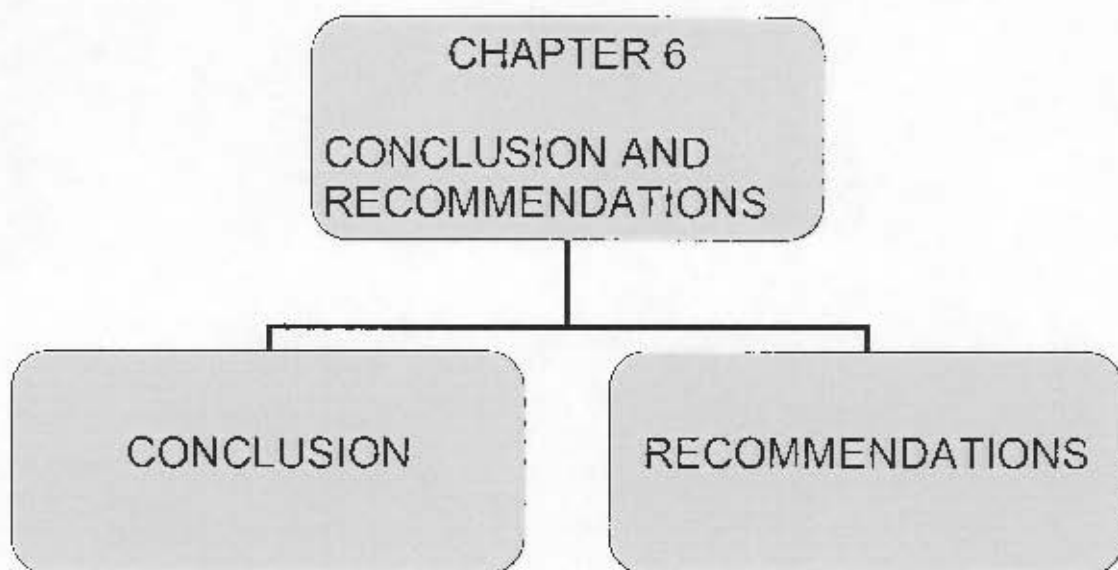 CHAPTER 6
CONCLUSION AND
RECOMMENDATIONS
CONCLUSION
RECOMMENDATIONS